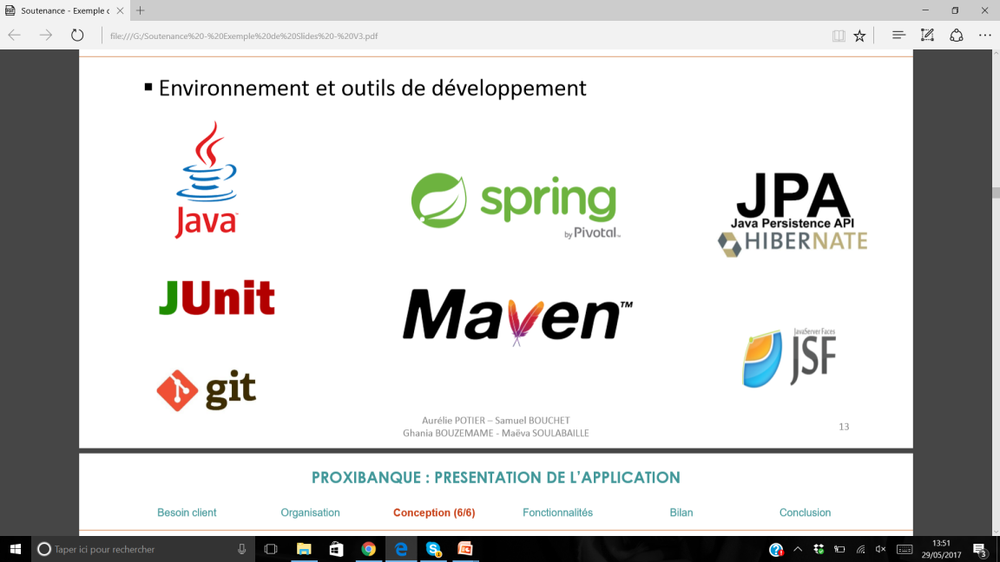 Soutenance - Exemple d
file:///G:/Soutenance%20-%20Exemple%20de%20Slides%20-%20V3.pdf
▪ Environnement et outils de développement
Java™
spring
by Pivotal™
JPA
Java Persistence API
HIBERNATE
JUnit
Maven™
JavaServer Faces
JSF
git
Aurélie POTIER – Samuel BOUCHET
Ghania BOUZEMAME - Maëva SOULABAILLE
13
PROXIBANQUE : PRESENTATION DE L’APPLICATION
Besoin client
Organisation
Conception (6/6)
Fonctionnalités
Bilan
Conclusion
Taper ici pour rechercher
13:51
29/05/2017
3